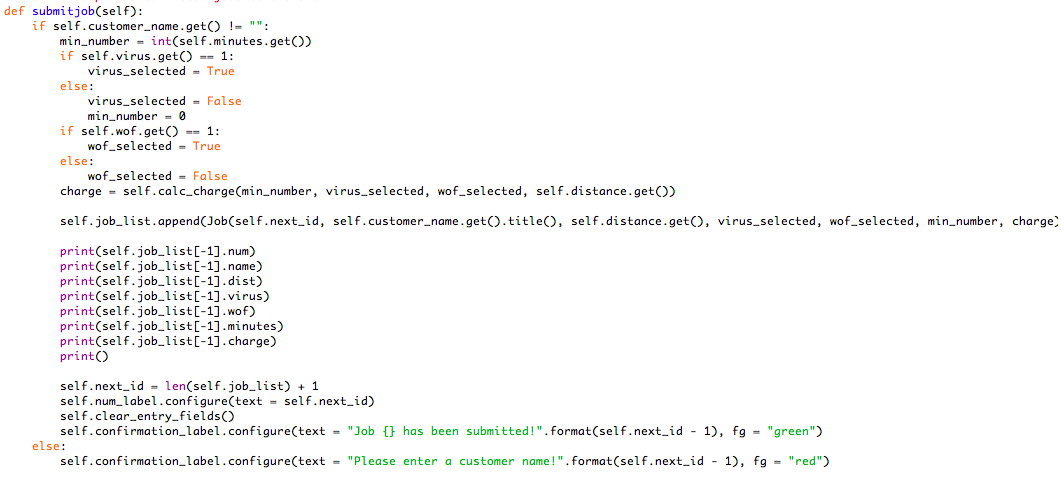 def submitjob(self):
    if self.customer_name.get() != "":
        min_number = int(self.minutes.get())
        if self.virus.get() == 1:
            virus_selected = True
        else:
            virus_selected = False
            min_number = 0
        if self.wof.get() == 1:
            wof_selected = True
        else:
            wof_selected = False
        charge = self.calc_charge(min_number, virus_selected, wof_selected, self.distance.get())

        self.job_list.append(Job(self.next_id, self.customer_name.get().title(), self.distance.get(), virus_selected, wof_selected, min_number, charge)

        print(self.job_list[-1].num)
        print(self.job_list[-1].name)
        print(self.job_list[-1].dist)
        print(self.job_list[-1].virus)
        print(self.job_list[-1].wof)
        print(self.job_list[-1].minutes)
        print(self.job_list[-1].charge)
        print()

        self.next_id = len(self.job_list) + 1
        self.num_label.configure(text = self.next_id)
        self.clear_entry_fields()
        self.confirmation_label.configure(text = "Job {} has been submitted!".format(self.next_id - 1), fg = "green")
    else:
        self.confirmation_label.configure(text = "Please enter a customer name!".format(self.next_id - 1), fg = "red")